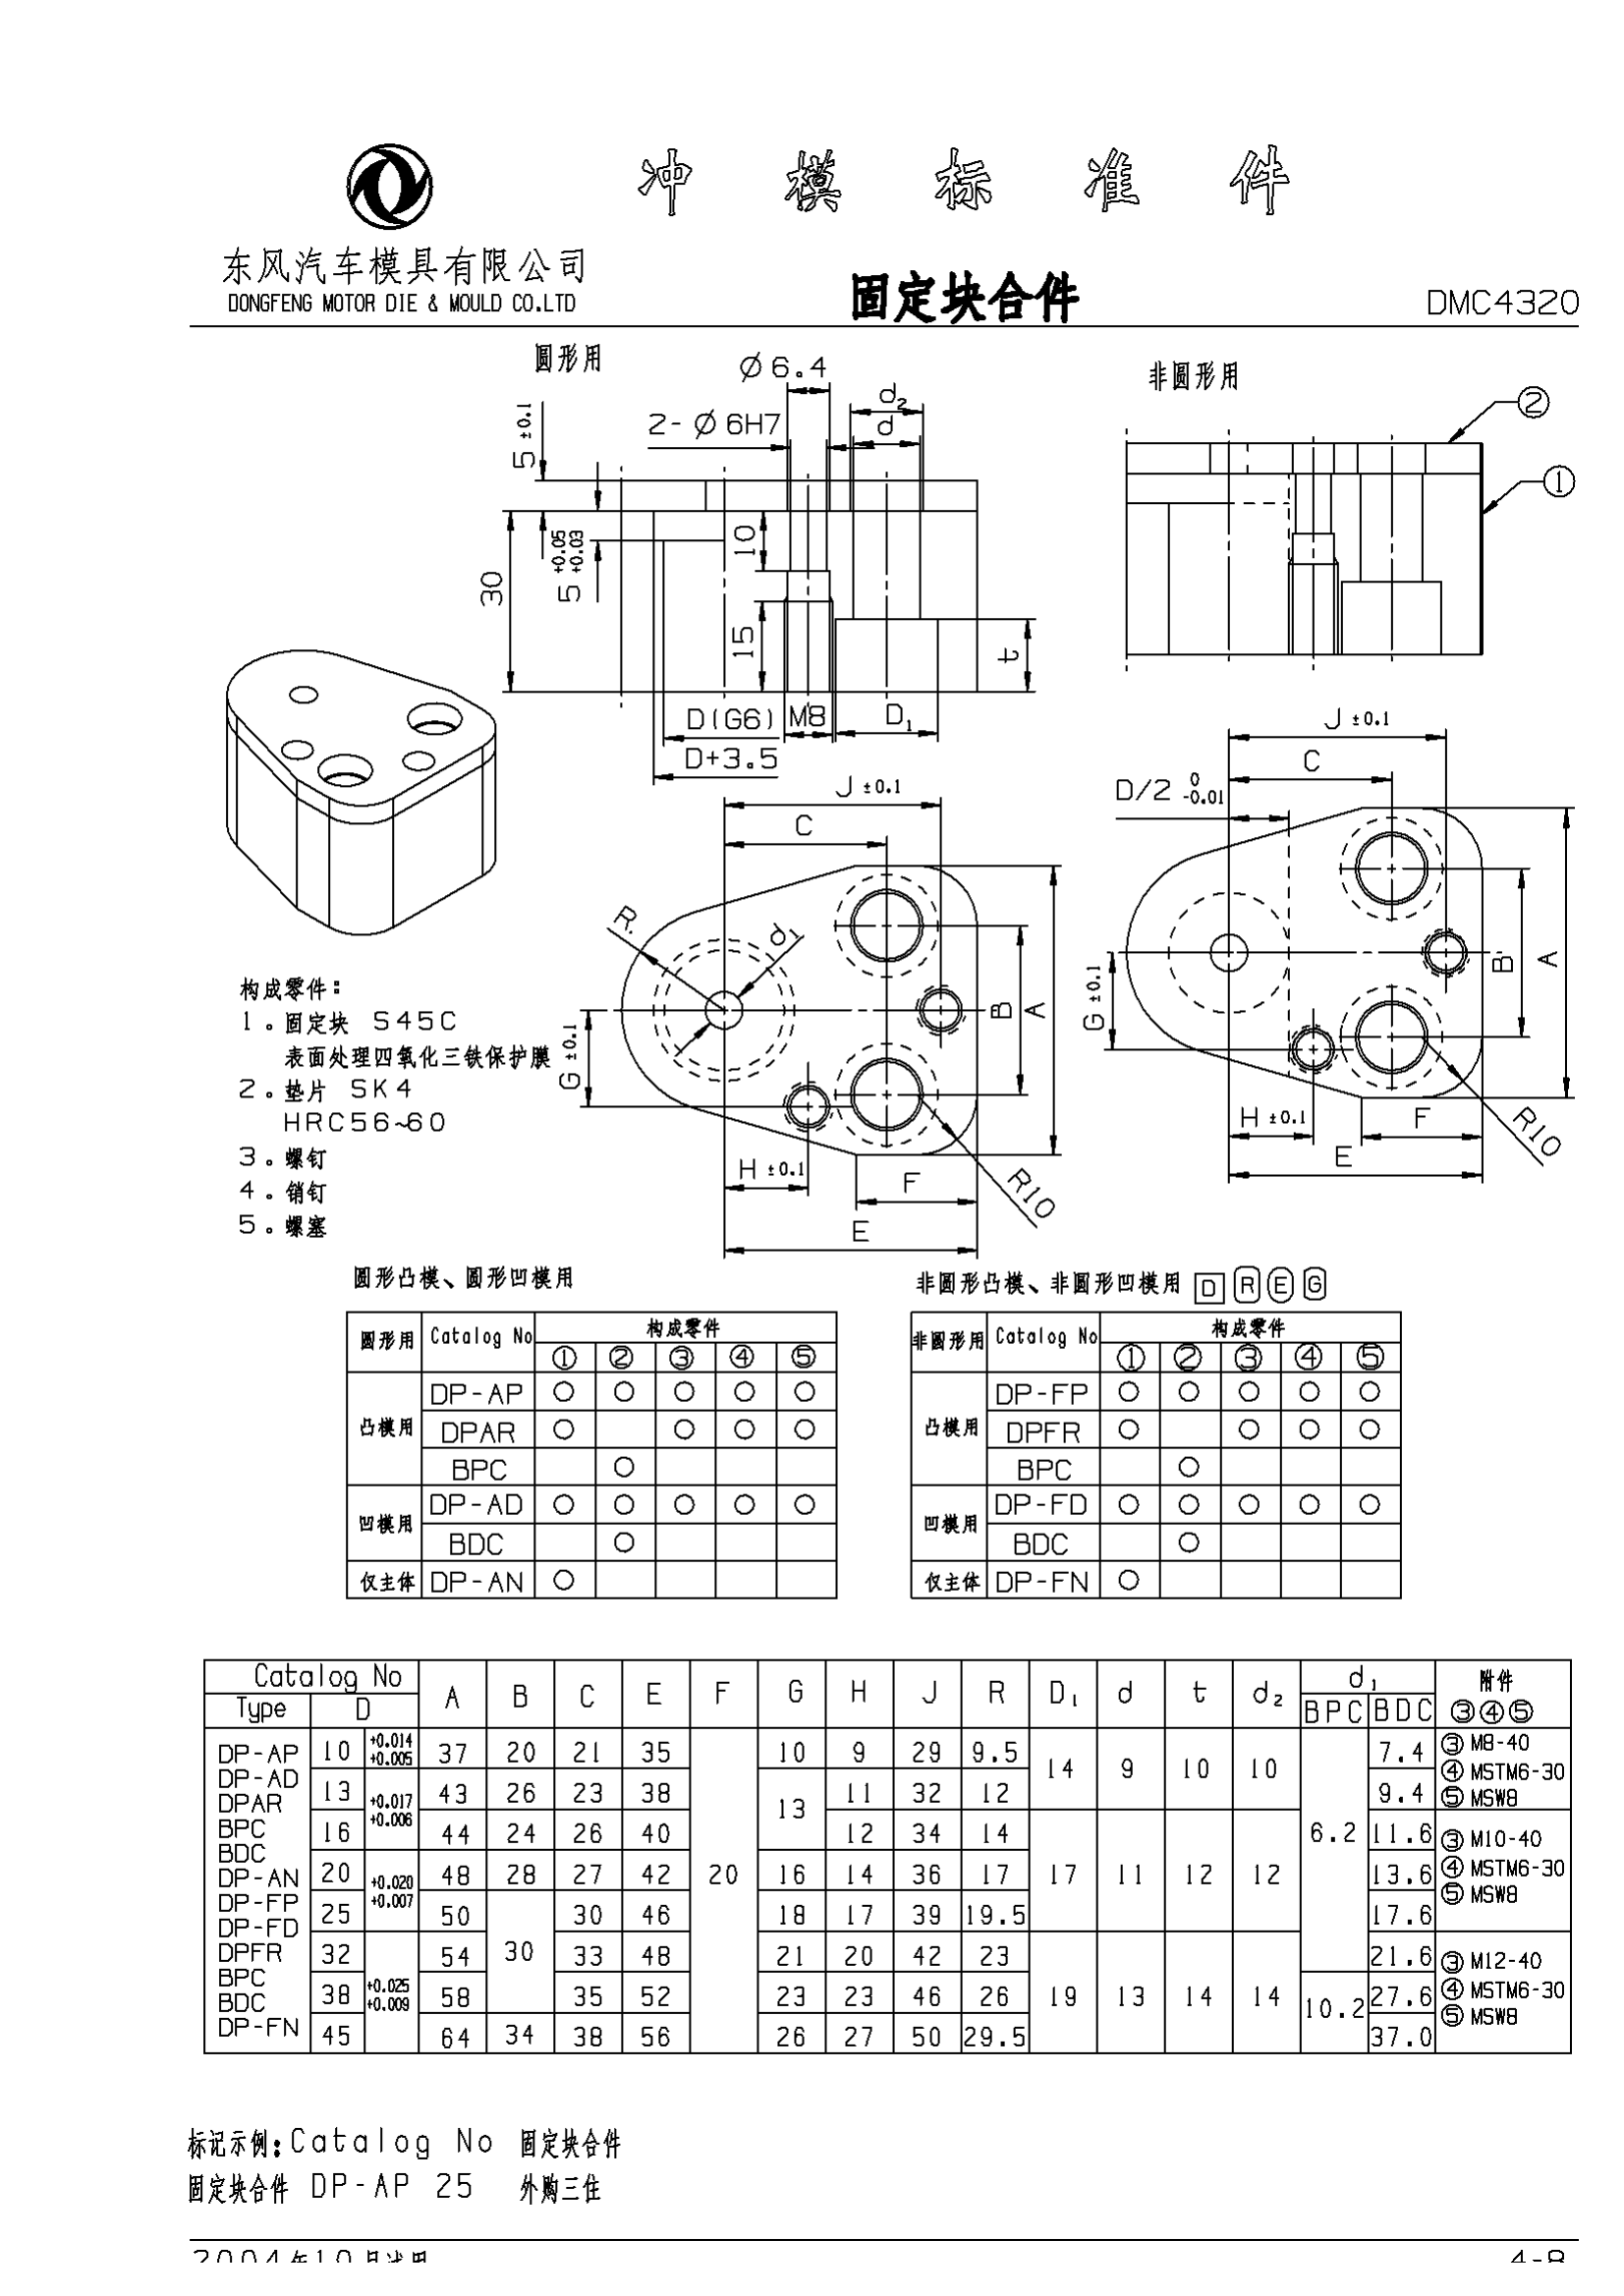 冲模标准件
东风汽车模具有限公司
DONGFENG MOTOR DIE & MOULD CO.LTD
固定块合件
DMC4320
圆形用
非圆形用
Ø6.4
2-Ø6H7
d2
d
5 ±0.1
30
5 +0.05 +0.03
10
15
t
D(G6)
M8
D1
D+3.5
②
①
J ±0.1
C
R.
d1
G ±0.1
B
A
H ±0.1
F
E
R10
J ±0.1
C
D/2 0 -0.01
G ±0.1
B
A
H ±0.1
F
E
R10
构成零件：
1。固定块 S45C
表面处理四氧化三铁保护膜
2。垫片 SK4
HRC56~60
3。螺钉
4。销钉
5。螺塞
圆形凸模、圆形凹模用
圆形用 Catalog No 构成零件
① ② ③ ④ ⑤
凸模用 DP-AP ○ ○ ○ ○ ○
DPAR ○ ○ ○ ○
BPC ○
凹模用 DP-AD ○ ○ ○ ○ ○
BDC ○
仅主体 DP-AN ○
非圆形凸模、非圆形凹模用 D R E G
非圆形用 Catalog No 构成零件
① ② ③ ④ ⑤
凸模用 DP-FP ○ ○ ○ ○ ○
DPFR ○ ○ ○ ○
BPC ○
凹模用 DP-FD ○ ○ ○ ○ ○
BDC ○
仅主体 DP-FN ○
Catalog No A B C E F G H J R D1 d t d2 d1 附件
Type D BPC BDC ③④⑤
DP-AP
DP-AD
DPAR
BPC
BDC
DP-AN
DP-FP
DP-FD
DPFR
BPC
BDC
DP-FN
10 +0.014 +0.005 37 20 21 35 20 10 9 29 9.5 14 9 10 10 6.2 7.4
13 +0.017 +0.006 43 26 23 38 13 11 32 12 9.4
16 44 24 26 40 12 34 14 17 11 12 12 11.6
20 +0.020 +0.007 48 28 27 42 16 14 36 17 13.6
25 50 30 30 46 18 17 39 19.5 17.6
32 +0.025 +0.009 54 33 48 21 20 42 23 19 13 14 14 21.6
38 58 35 52 23 23 46 26 10.2 27.6
45 64 34 38 56 26 27 50 29.5 37.0
③ M8-40
④ MSTM6-30
⑤ MSW8
③ M10-40
④ MSTM6-30
⑤ MSW8
③ M12-40
④ MSTM6-30
⑤ MSW8
标记示例：Catalog No 固定块合件
固定块合件 DP-AP 25 外购三住
2004年10月
4-8